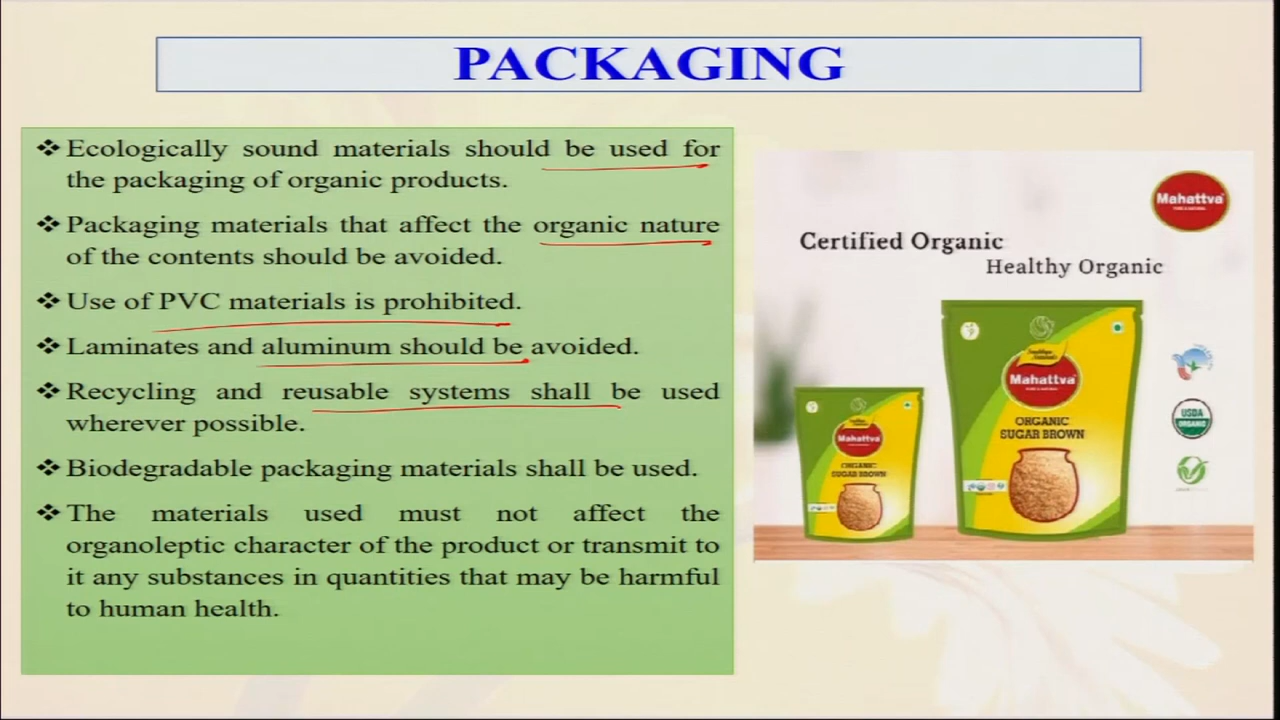 PACKAGING
❖ Ecologically sound materials should be used for
the packaging of organic products.
❖ Packaging materials that affect the organic nature
of the contents should be avoided.
❖ Use of PVC materials is prohibited.
❖ Laminates and aluminum should be avoided.
❖ Recycling and reusable systems shall be used
wherever possible.
❖ Biodegradable packaging materials shall be used.
❖ The materials used must not affect the
organoleptic character of the product or transmit to
it any substances in quantities that may be harmful
to human health.
Mahattva
Certified Organic
Healthy Organic
Mahattva
ORGANIC
SUGAR BROWN
Mahattva
ORGANIC
SUGAR BROWN
USDA
ORGANIC